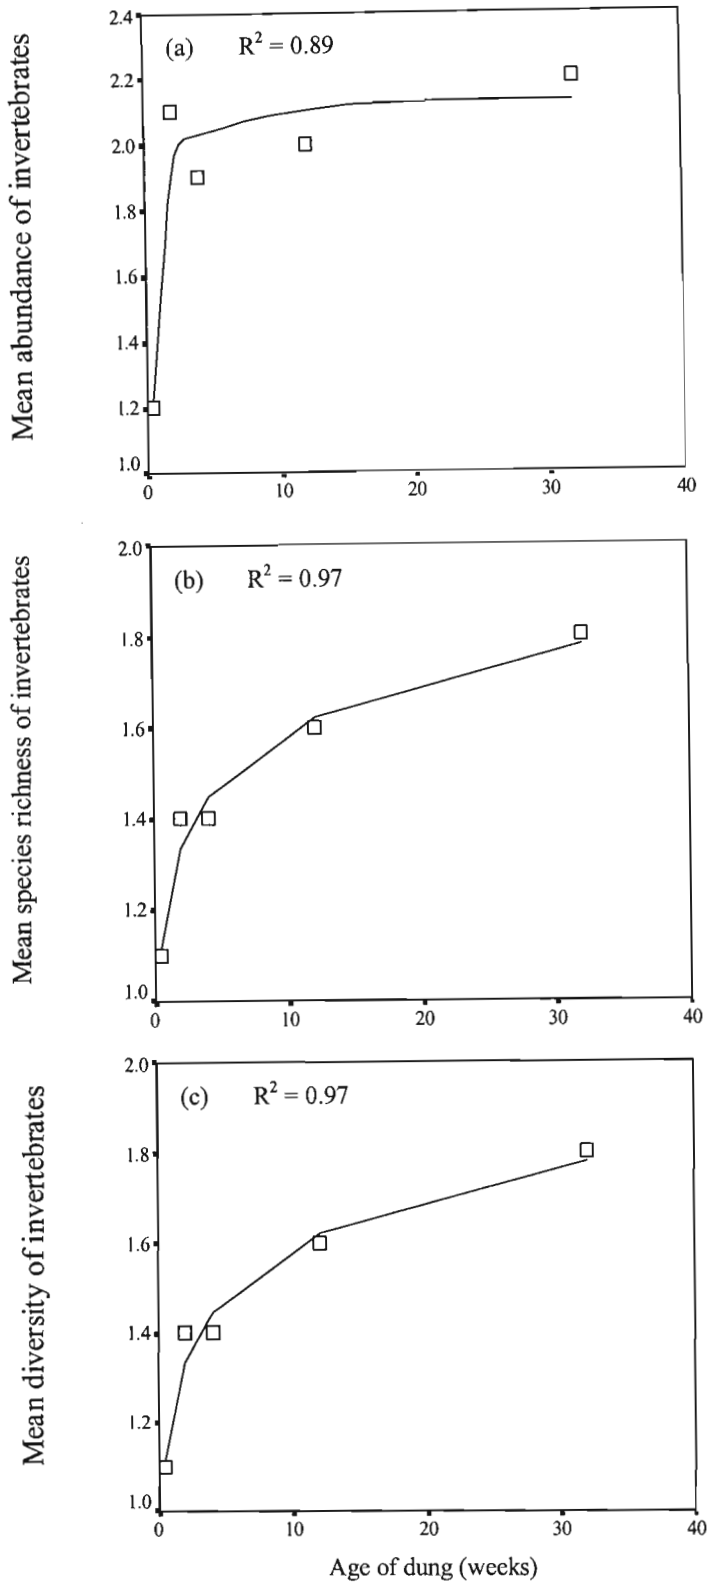 Mean abundance of invertebrates
(a) R² = 0.89
2.4
2.2
2.0
1.8
1.6
1.4
1.2
1.0
0 10 20 30 40
Mean species richness of invertebrates
(b) R² = 0.97
2.0
1.8
1.6
1.4
1.2
1.0
0 10 20 30 40
Mean diversity of invertebrates
(c) R² = 0.97
2.0
1.8
1.6
1.4
1.2
1.0
0 10 20 30 40
Age of dung (weeks)